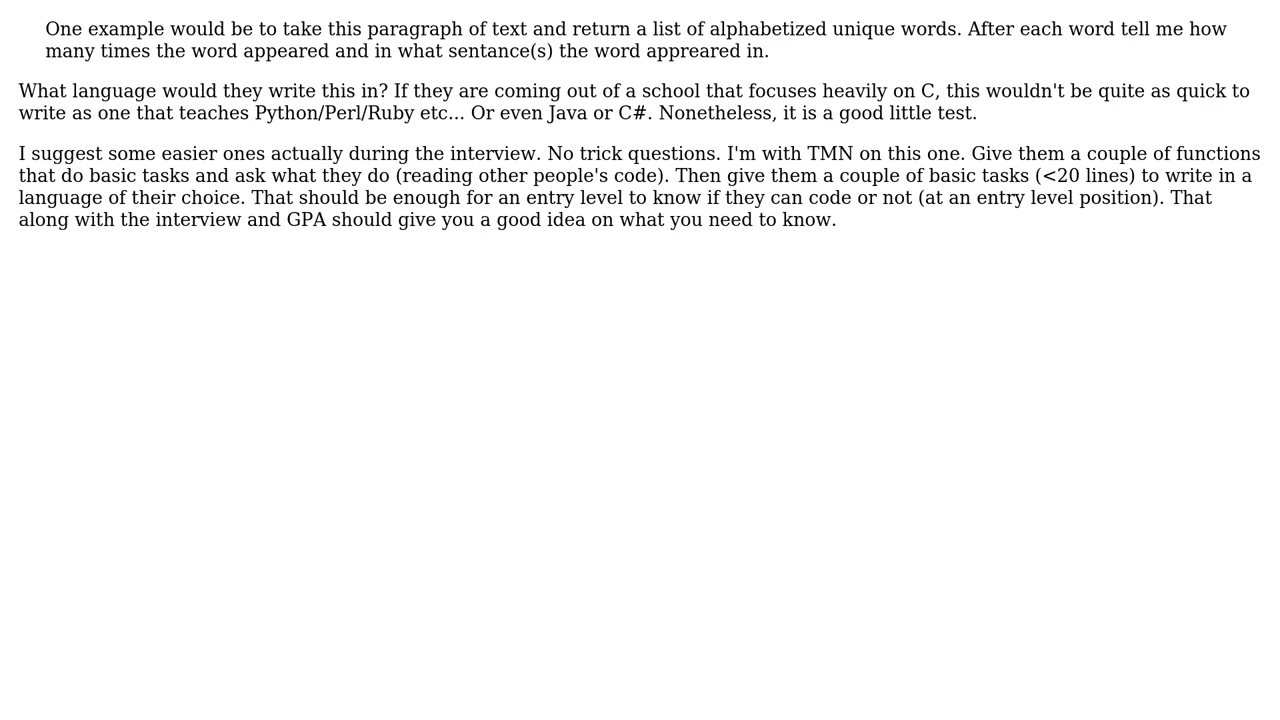 One example would be to take this paragraph of text and return a list of alphabetized unique words. After each word tell me how
many times the word appeared and in what sentance(s) the word appreared in.
What language would they write this in? If they are coming out of a school that focuses heavily on C, this wouldn't be quite as quick to
write as one that teaches Python/Perl/Ruby etc... Or even Java or C#. Nonetheless, it is a good little test.
I suggest some easier ones actually during the interview. No trick questions. I'm with TMN on this one. Give them a couple of functions
that do basic tasks and ask what they do (reading other people's code). Then give them a couple of basic tasks (<20 lines) to write in a
language of their choice. That should be enough for an entry level to know if they can code or not (at an entry level position). That
along with the interview and GPA should give you a good idea on what you need to know.